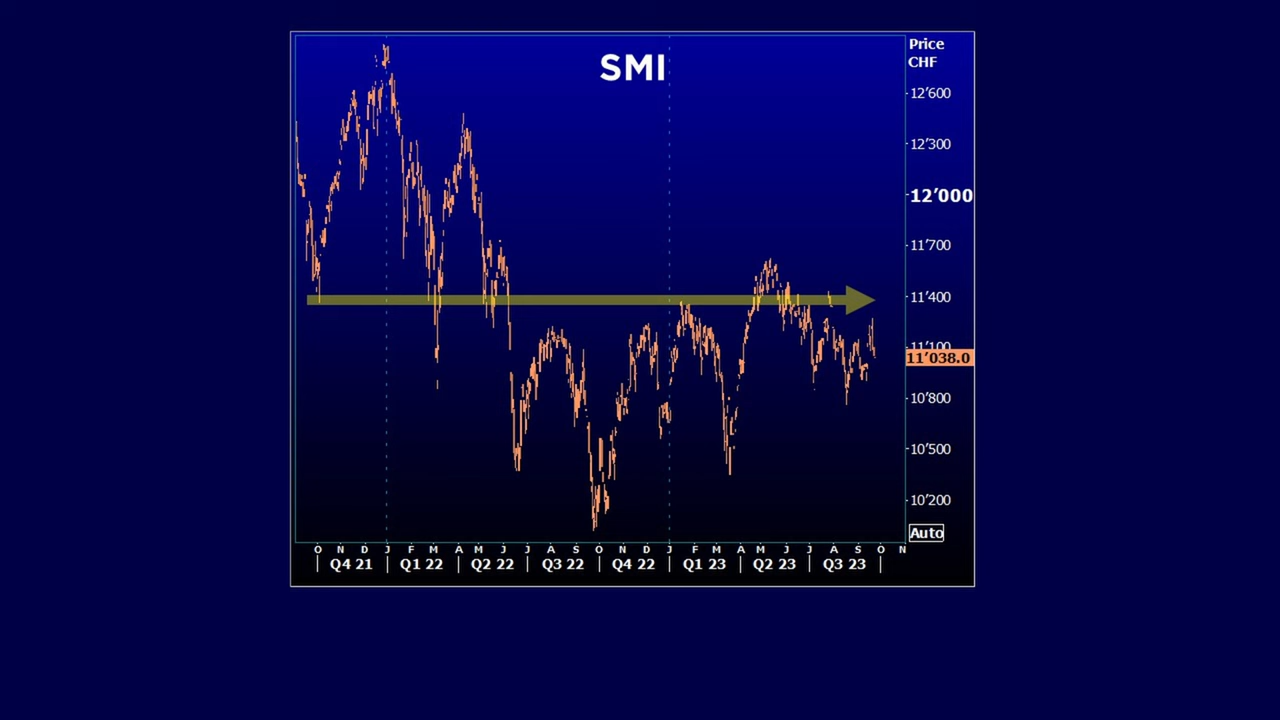 SMI
Price
CHF
12’600
12’300
12’000
11’700
11’400
11’100
11’038.0
10’800
10’500
10’200
Auto
O N D J F M A M J J A S O N D J F M A M J J A S O N
Q4 21 Q1 22 Q2 22 Q3 22 Q4 22 Q1 23 Q2 23 Q3 23